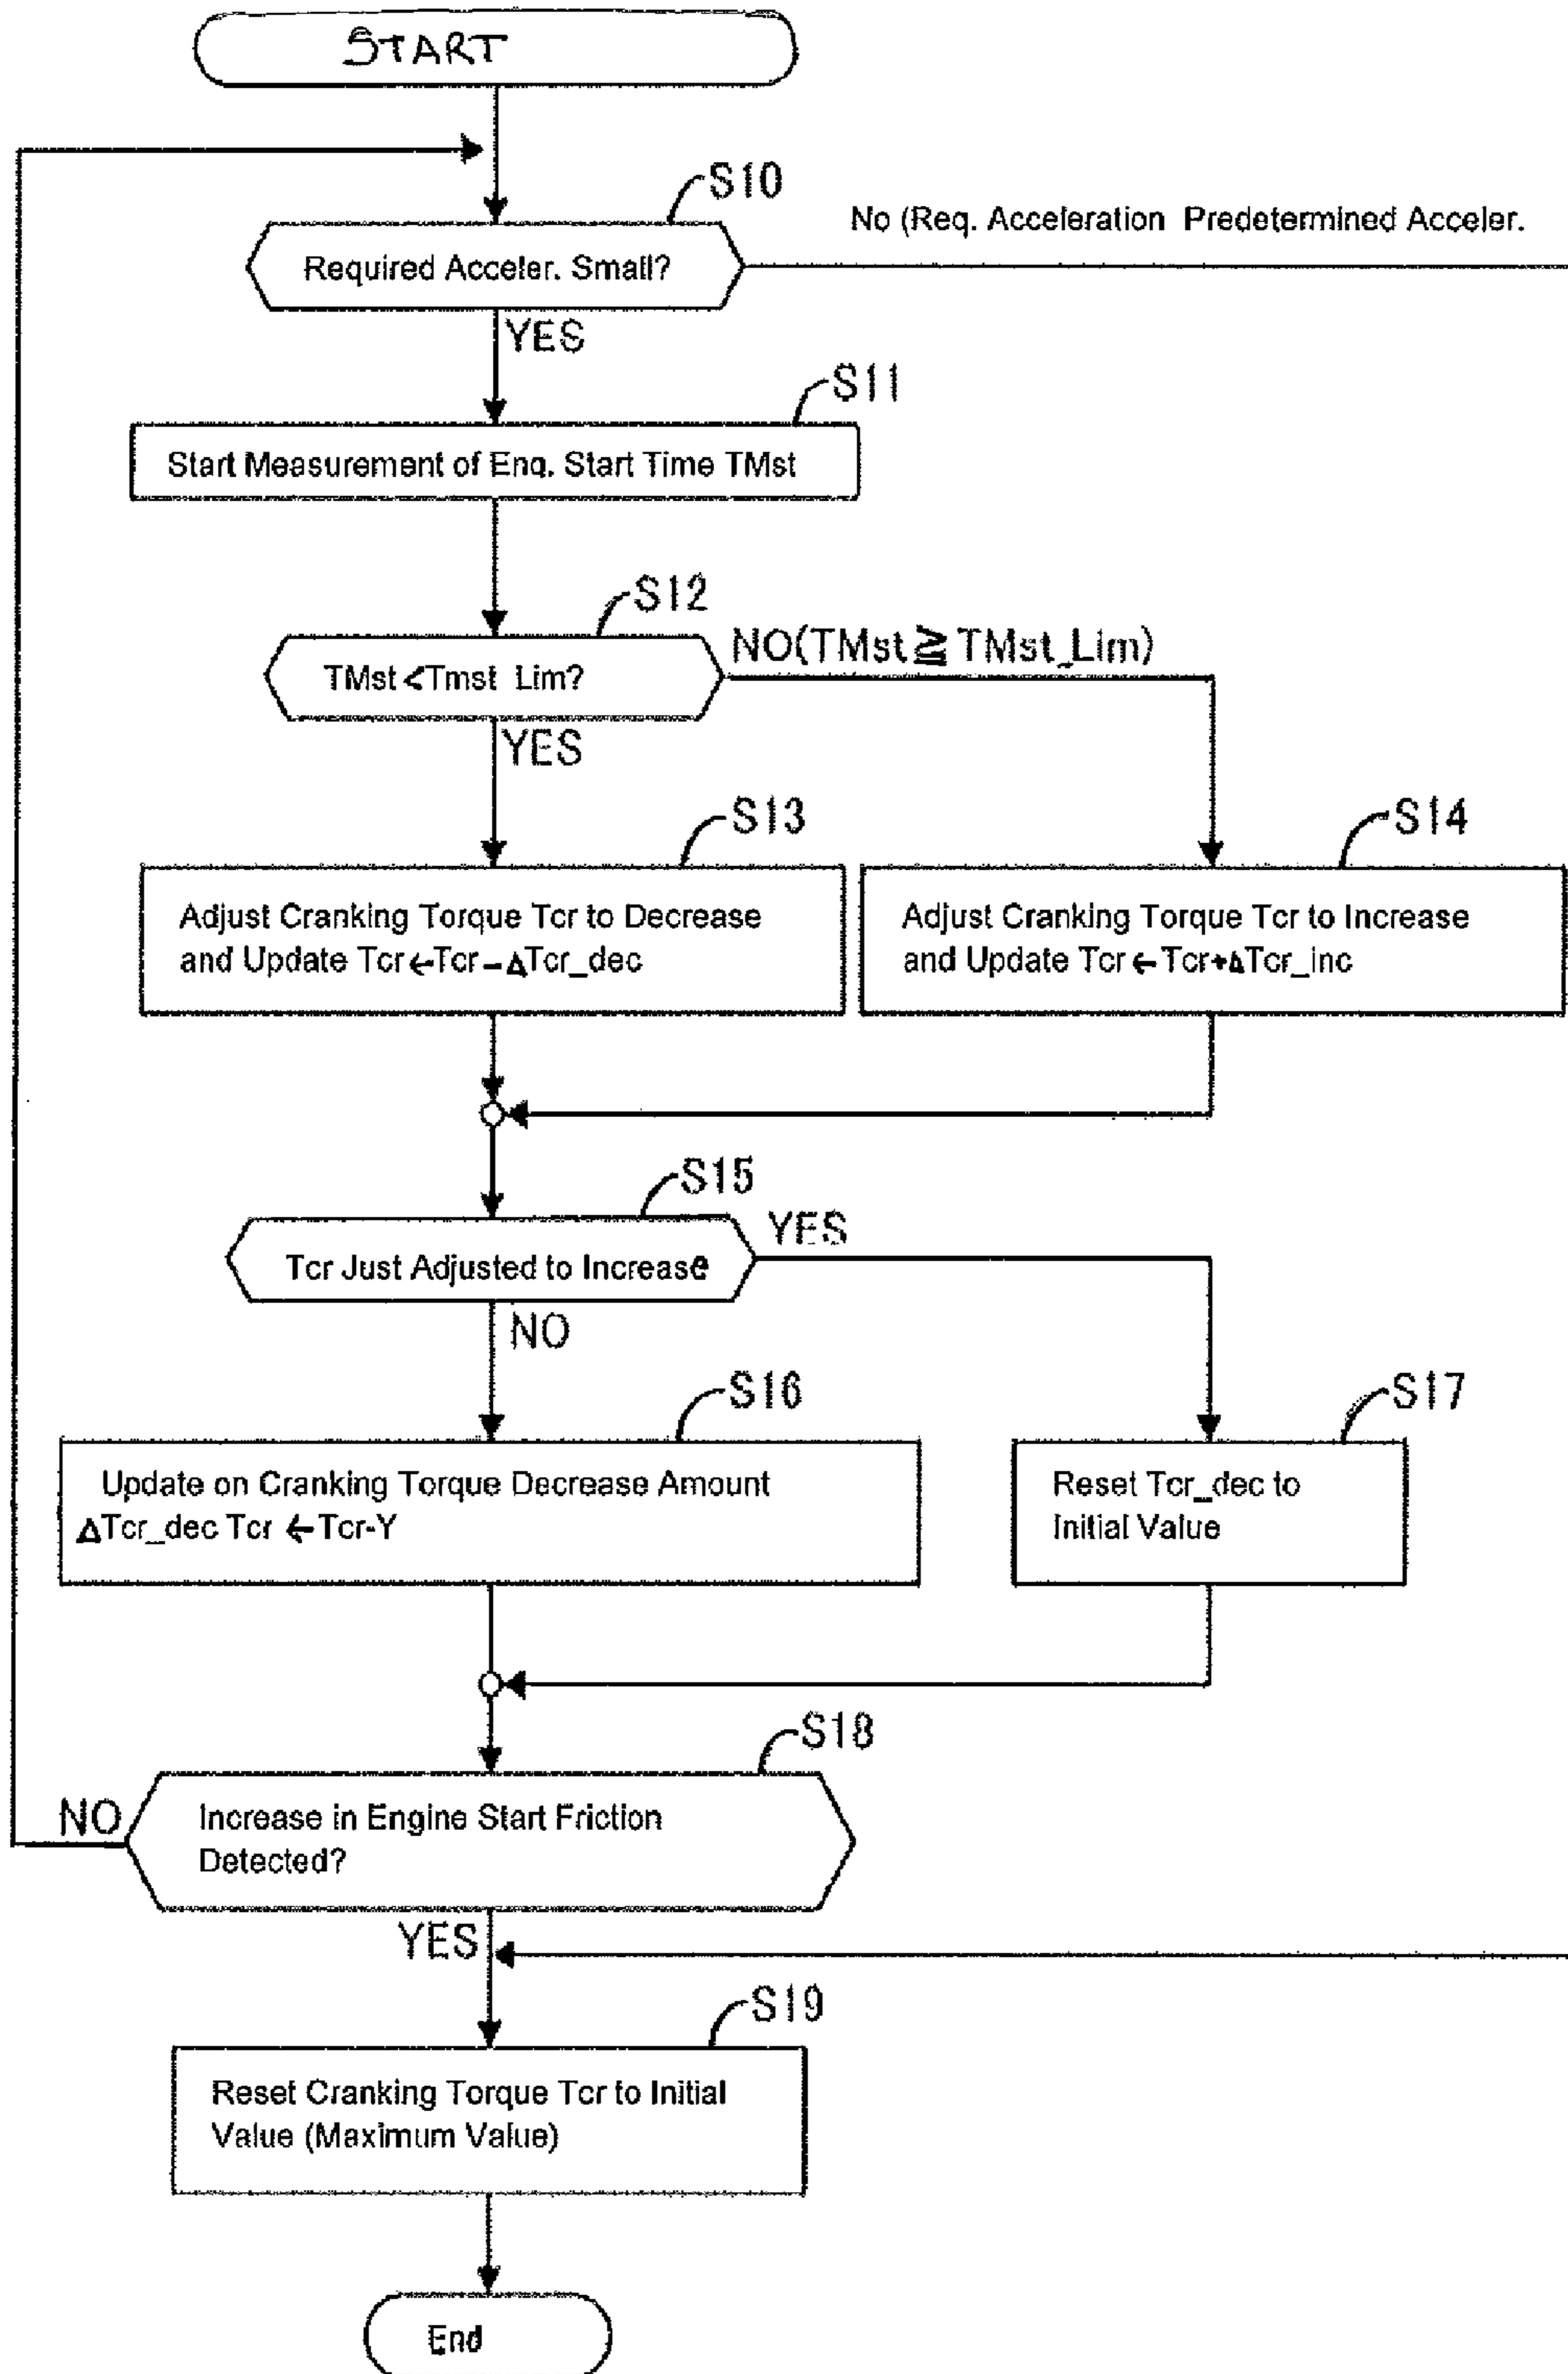 START
S10
No (Req. Acceleration Predetermined Acceler.
Required Acceler. Small?
YES
S11
Start Measurement of Enq. Start Time TMst
S12
NO(TMst≧TMst_Lim)
TMst<Tmst Lim?
YES
S13
S14
Adjust Cranking Torque Tcr to Decrease
and Update Tcr←Tcr-ΔTcr_dec
Adjust Cranking Torque Tcr to Increase
and Update Tcr←Tcr+ΔTcr_inc
S15
YES
Tcr Just Adjusted to Increase?
NO
S16
S17
Update on Cranking Torque Decrease Amount
ΔTcr_dec Tcr ←Tcr-Y
Reset Tcr_dec to
Initial Value
S18
NO
Increase in Engine Start Friction
Detected?
YES
S19
Reset Cranking Torque Tcr to Initial
Value (Maximum Value)
End